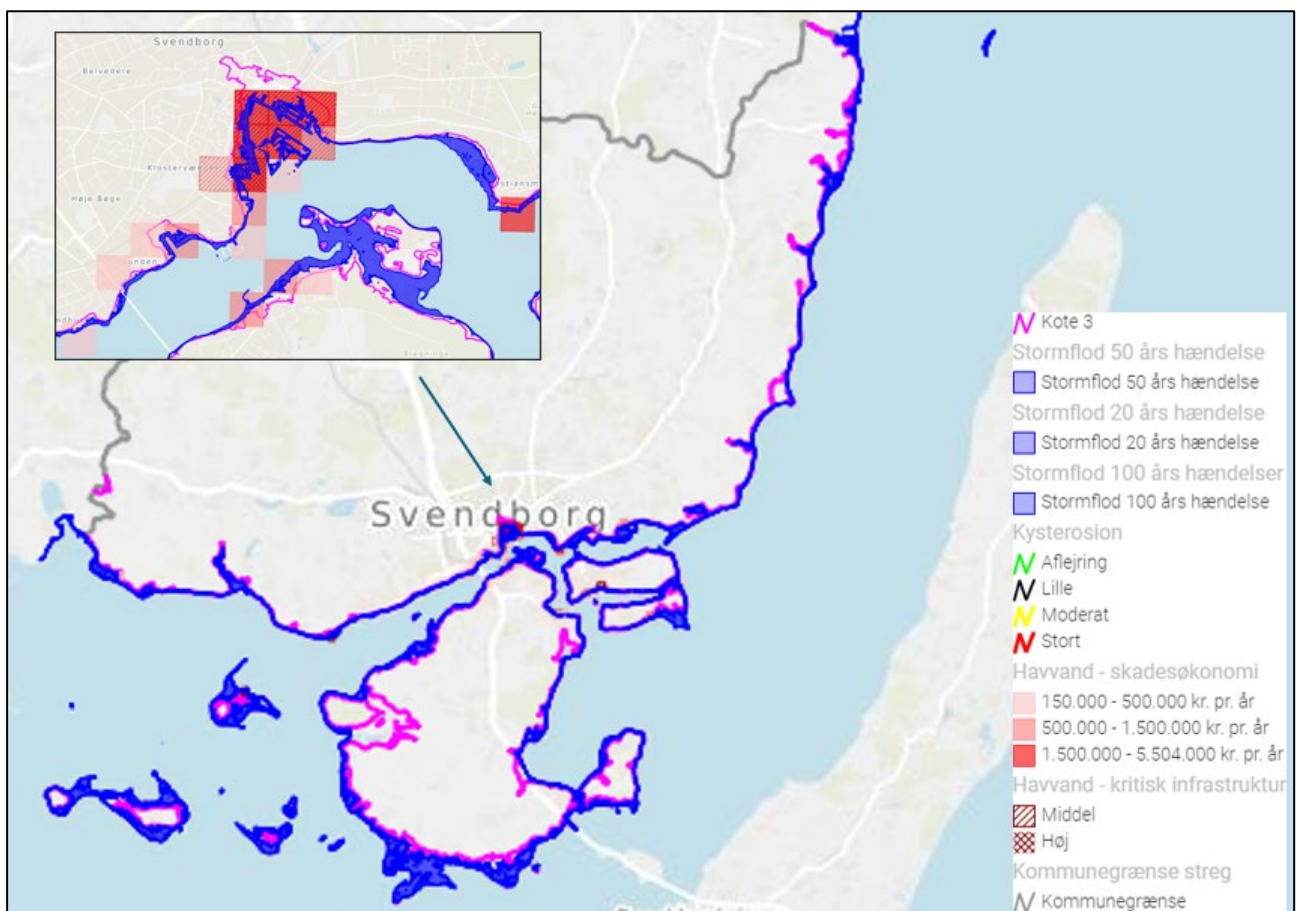 Svendborg
Belvedere
Høje Bøge
Svendborg
Kote 3
Stormflod 50 års hændelse
Stormflod 50 års hændelse
Stormflod 20 års hændelse
Stormflod 20 års hændelse
Stormflod 100 års hændelser
Stormflod 100 års hændelse
Kysterosion
Aflejring
Lille
Moderat
Stort
Havvand - skadesøkonomi
150.000 - 500.000 kr. pr. år
500.000 - 1.500.000 kr. pr. år
1.500.000 - 5.504.000 kr. pr. år
Havvand - kritisk infrastruktur
Middel
Høj
Kommunegrænse streg
Kommunegrænse